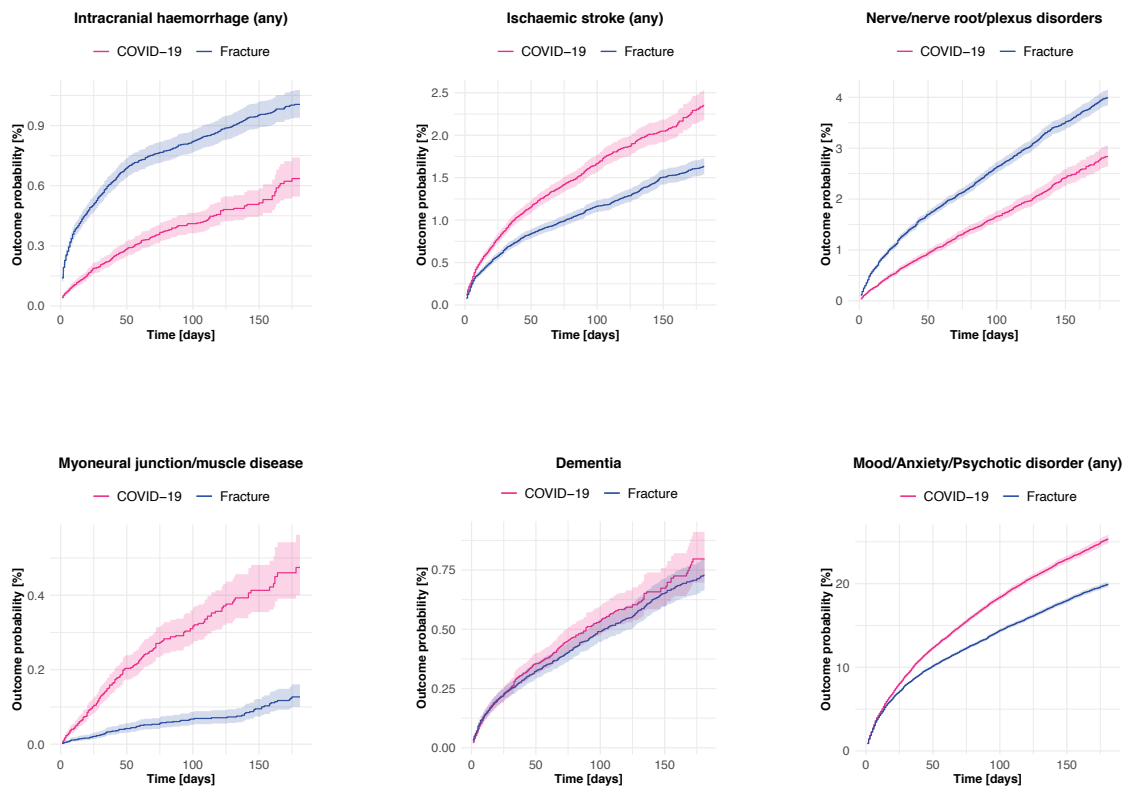 Intracranial haemorrhage (any)
COVID−19 Fracture
Outcome probability [%]
0.9
0.6
0.3
0.0
0 50 100 150
Time [days]
Ischaemic stroke (any)
COVID−19 Fracture
Outcome probability [%]
2.5
2.0
1.5
1.0
0.5
0.0
0 50 100 150
Time [days]
Nerve/nerve root/plexus disorders
COVID−19 Fracture
Outcome probability [%]
4
3
2
1
0
0 50 100 150
Time [days]
Myoneural junction/muscle disease
COVID−19 Fracture
Outcome probability [%]
0.4
0.2
0.0
0 50 100 150
Time [days]
Dementia
COVID−19 Fracture
Outcome probability [%]
0.75
0.50
0.25
0.00
0 50 100 150
Time [days]
Mood/Anxiety/Psychotic disorder (any)
COVID−19 Fracture
Outcome probability [%]
20
10
0
0 50 100 150
Time [days]